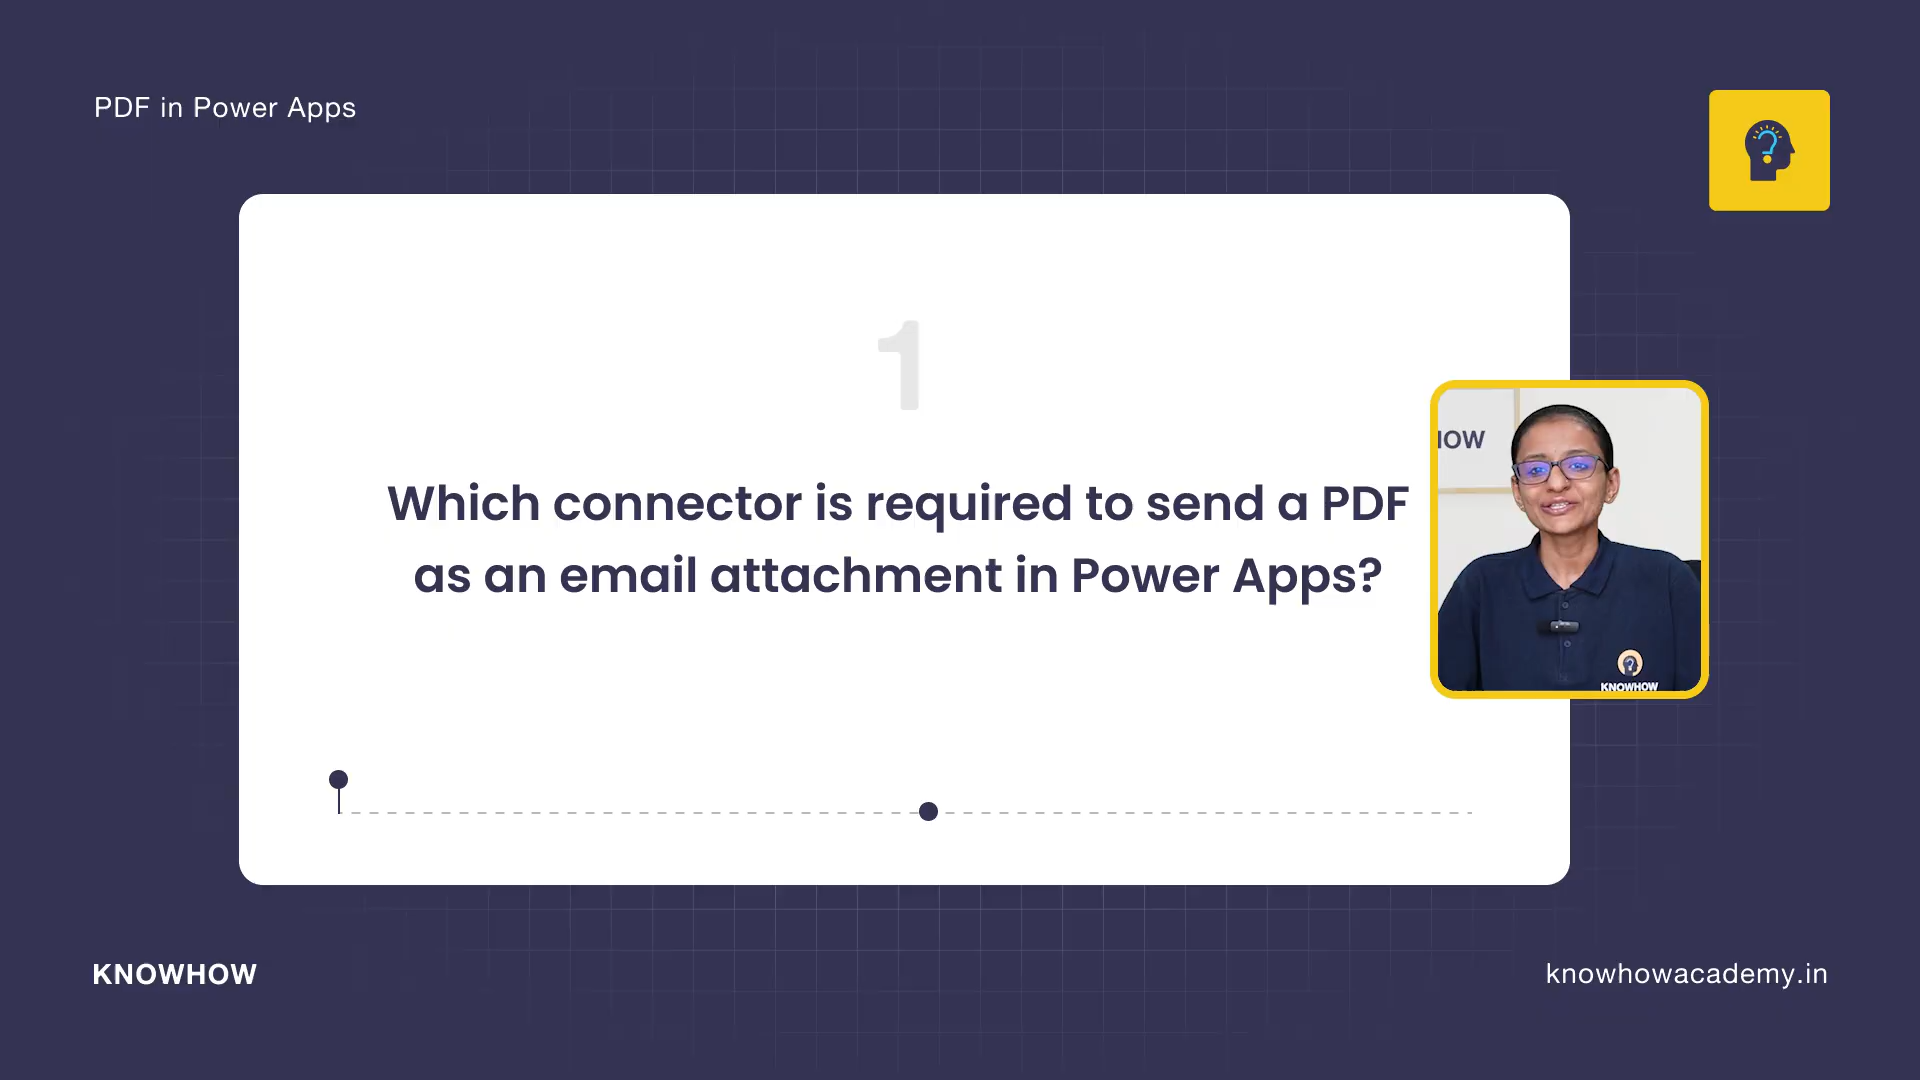 PDF in Power Apps
1
Which connector is required to send a PDF
as an email attachment in Power Apps?
HOW
KNOWHOW
KNOWHOW
knowhowacademy.in